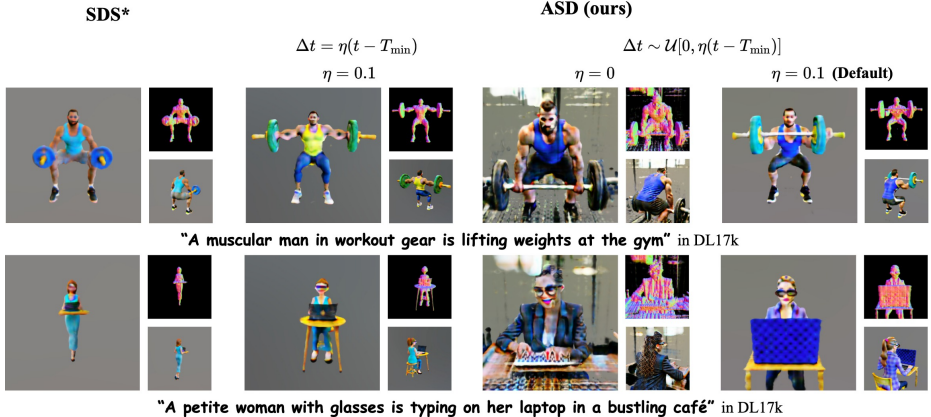 SDS*
ASD (ours)
Δt = η(t − Tmin)
Δt ∼ 𝒰[0, η(t − Tmin)]
η = 0.1
η = 0
η = 0.1 (Default)
“A muscular man in workout gear is lifting weights at the gym” in DL17k
“A petite woman with glasses is typing on her laptop in a bustling café” in DL17k